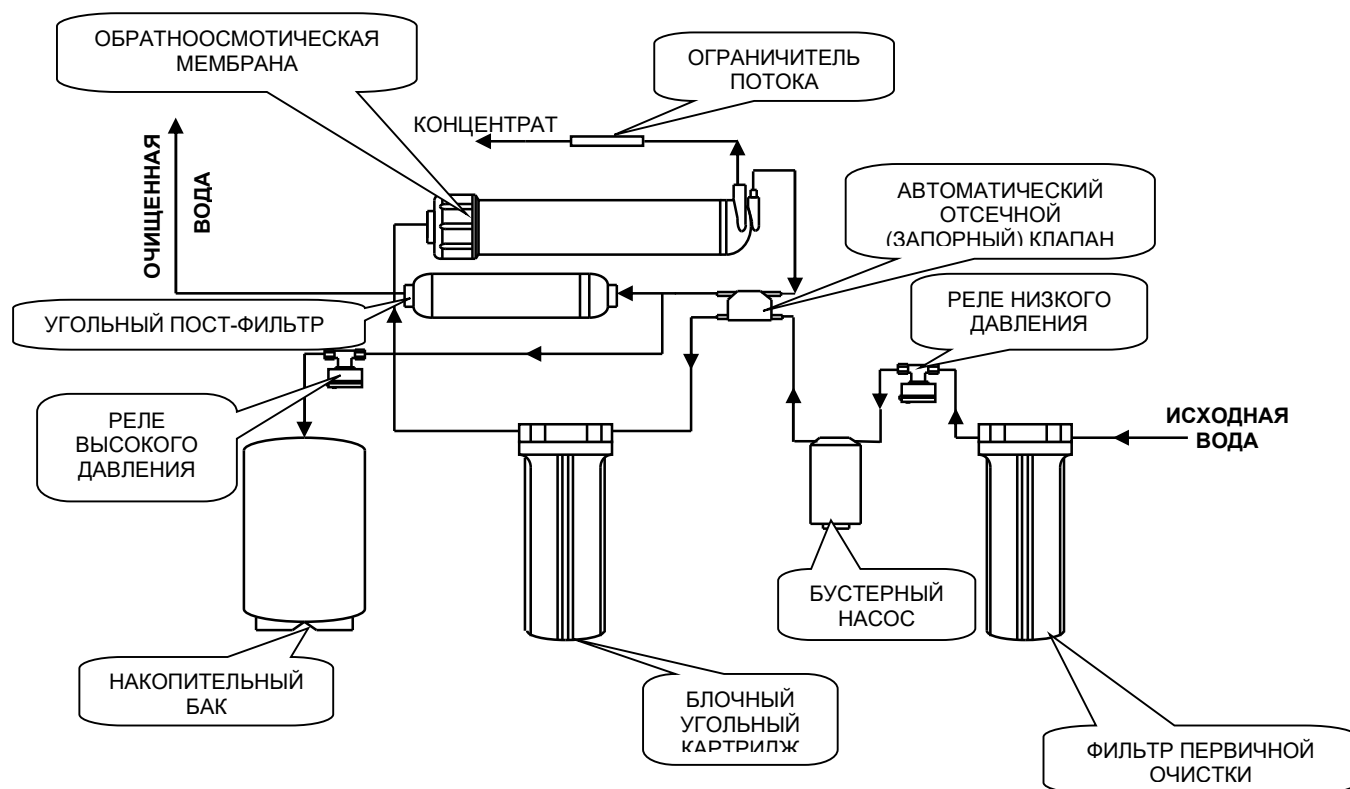 ОБРАТНООСМОТИЧЕСКАЯ
МЕМБРАНА
ОГРАНИЧИТЕЛЬ
ПОТОКА
КОНЦЕНТРАТ
ОЧИЩЕННАЯ
ВОДА
АВТОМАТИЧЕСКИЙ
ОТСЕЧНОЙ
(ЗАПОРНЫЙ) КЛАПАН
УГОЛЬНЫЙ ПОСТ-ФИЛЬТР
РЕЛЕ НИЗКОГО
ДАВЛЕНИЯ
РЕЛЕ
ВЫСОКОГО
ДАВЛЕНИЯ
ИСХОДНАЯ
ВОДА
БУСТЕРНЫЙ
НАСОС
НАКОПИТЕЛЬНЫЙ
БАК
БЛОЧНЫЙ
УГОЛЬНЫЙ
КАРТРИДЖ
ФИЛЬТР ПЕРВИЧНОЙ
ОЧИСТКИ